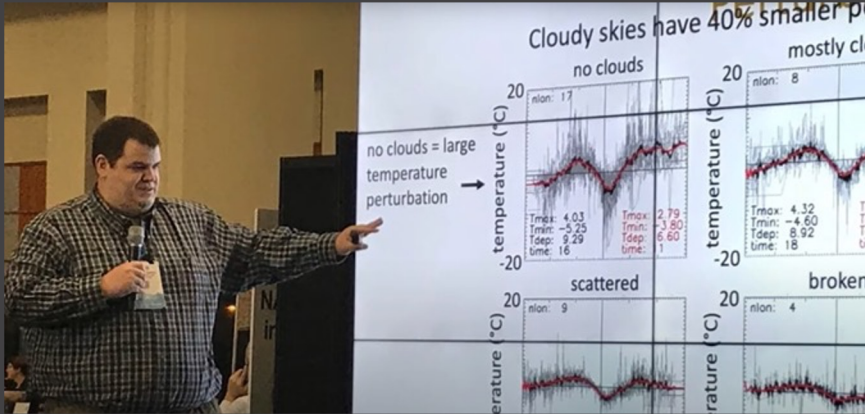 Cloudy skies have 40% smaller
no clouds
mostly
no clouds = large
temperature
perturbation
temperature (°C)
20
-20
nlon: 17
Tmax: 4.03
Tmin: -5.25
Tdep: 9.29
time: 16
Tmax: 2.79
Tmin: -3.80
Tdep: 6.60
temperature (°C)
20
-20
nlon: 8
Tmax: 4.32
Tmin: -4.60
Tdep: 8.92
time: 18
scattered
broken
20
nlon: 9
erature (°C)
20
nlon: 4
rature (°C)